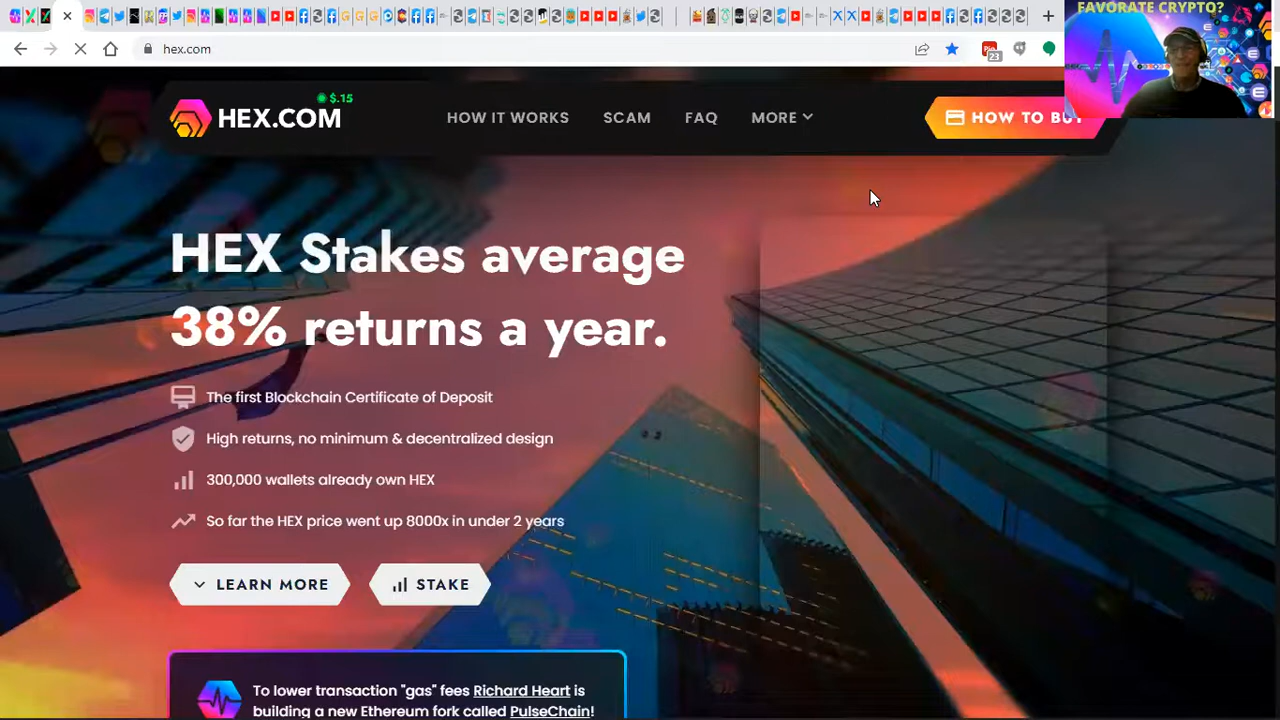 FAVORATE CRYPTO?
hex.com
23
$.15
HEX.COM
HOW IT WORKS
SCAM
FAQ
MORE
HOW TO BUY
HEX Stakes average
38% returns a year.
The first Blockchain Certificate of Deposit
High returns, no minimum & decentralized design
300,000 wallets already own HEX
So far the HEX price went up 8000x in under 2 years
LEARN MORE
STAKE
To lower transaction "gas" fees Richard Heart is
building a new Ethereum fork called PulseChain!